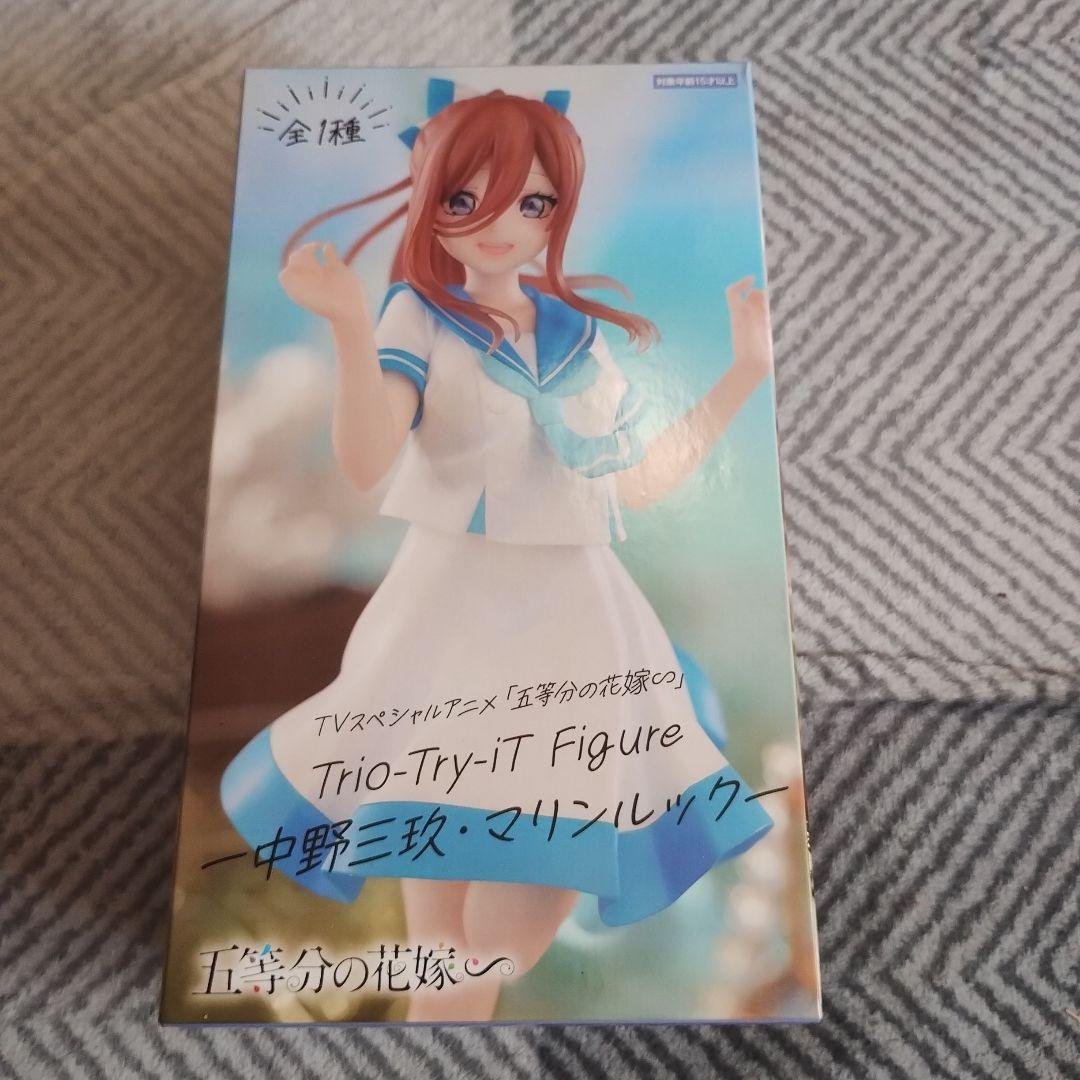 対象年齢15才以上
全1種
TVスペシャルアニメ「五等分の花嫁∽」
Trio-Try-iT Figure
ー中野三玖・マリンルックー
五等分の花嫁∽